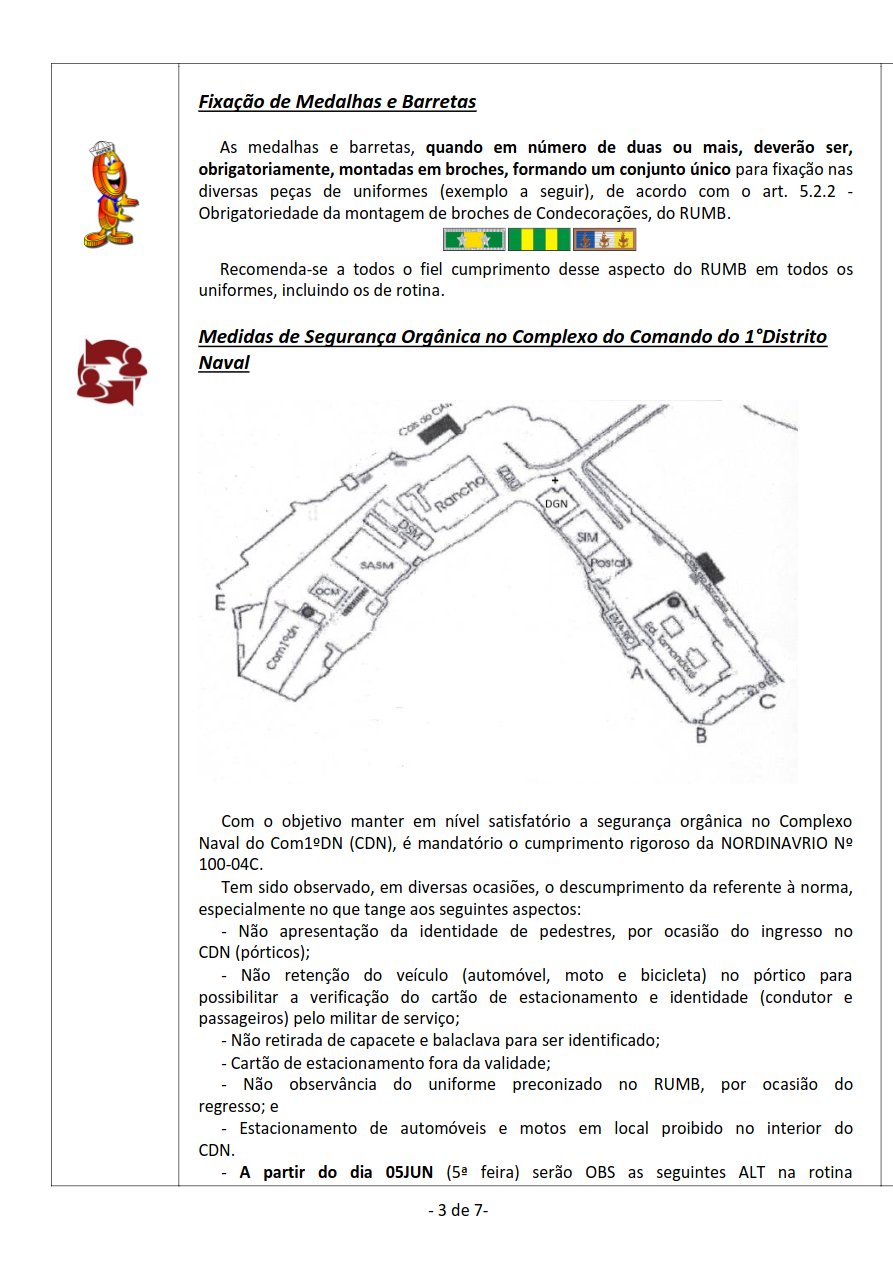 Fixação de Medalhas e Barretas
As medalhas e barretas, quando em número de duas ou mais, deverão ser,
obrigatoriamente, montadas em broches, formando um conjunto único para fixação nas
diversas peças de uniformes (exemplo a seguir), de acordo com o art. 5.2.2 -
Obrigatoriedade da montagem de broches de Condecorações, do RUMB.
Recomenda-se a todos o fiel cumprimento desse aspecto do RUMB em todos os
uniformes, incluindo os de rotina.
Medidas de Segurança Orgânica no Complexo do Comando do 1°Distrito
Naval
Cais do
Rancho
DGN
DSM
SIM
SASM
Postal
E
OCM
Com1ºdn
Ed. Tamandaré
A
C
B
Com o objetivo manter em nível satisfatório a segurança orgânica no Complexo
Naval do Com1ºDN (CDN), é mandatório o cumprimento rigoroso da NORDINAVRIO Nº
100-04C.
Tem sido observado, em diversas ocasiões, o descumprimento da referente à norma,
especialmente no que tange aos seguintes aspectos:
- Não apresentação da identidade de pedestres, por ocasião do ingresso no
CDN (pórticos);
- Não retenção do veículo (automóvel, moto e bicicleta) no pórtico para
possibilitar a verificação do cartão de estacionamento e identidade (condutor e
passageiros) pelo militar de serviço;
- Não retirada de capacete e balaclava para ser identificado;
- Cartão de estacionamento fora da validade;
- Não observância do uniforme preconizado no RUMB, por ocasião do
regresso; e
- Estacionamento de automóveis e motos em local proibido no interior do
CDN.
- A partir do dia 05JUN (5ª feira) serão OBS as seguintes ALT na rotina
- 3 de 7-